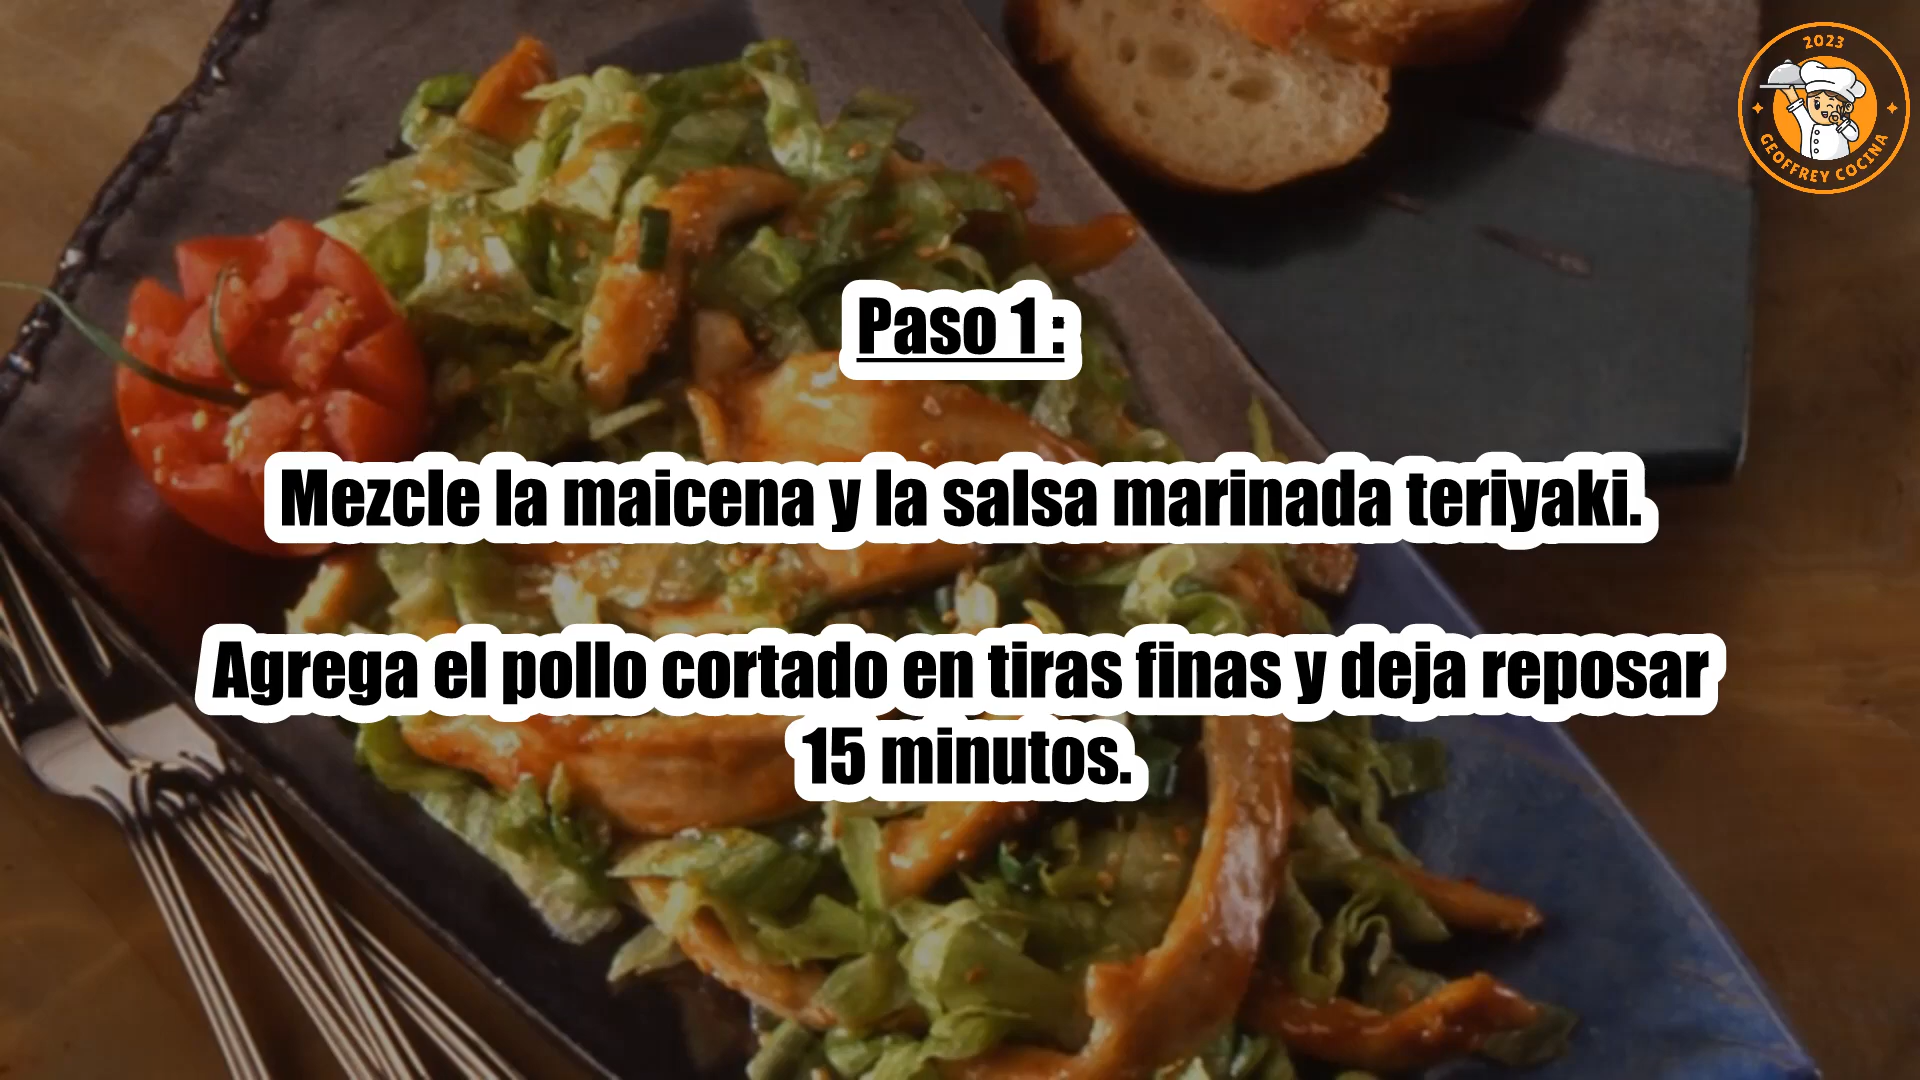 2023
GEOFFREY COCINA
Paso 1 :
Mezcle la maicena y la salsa marinada teriyaki.
Agrega el pollo cortado en tiras finas y deja reposar
15 minutos.